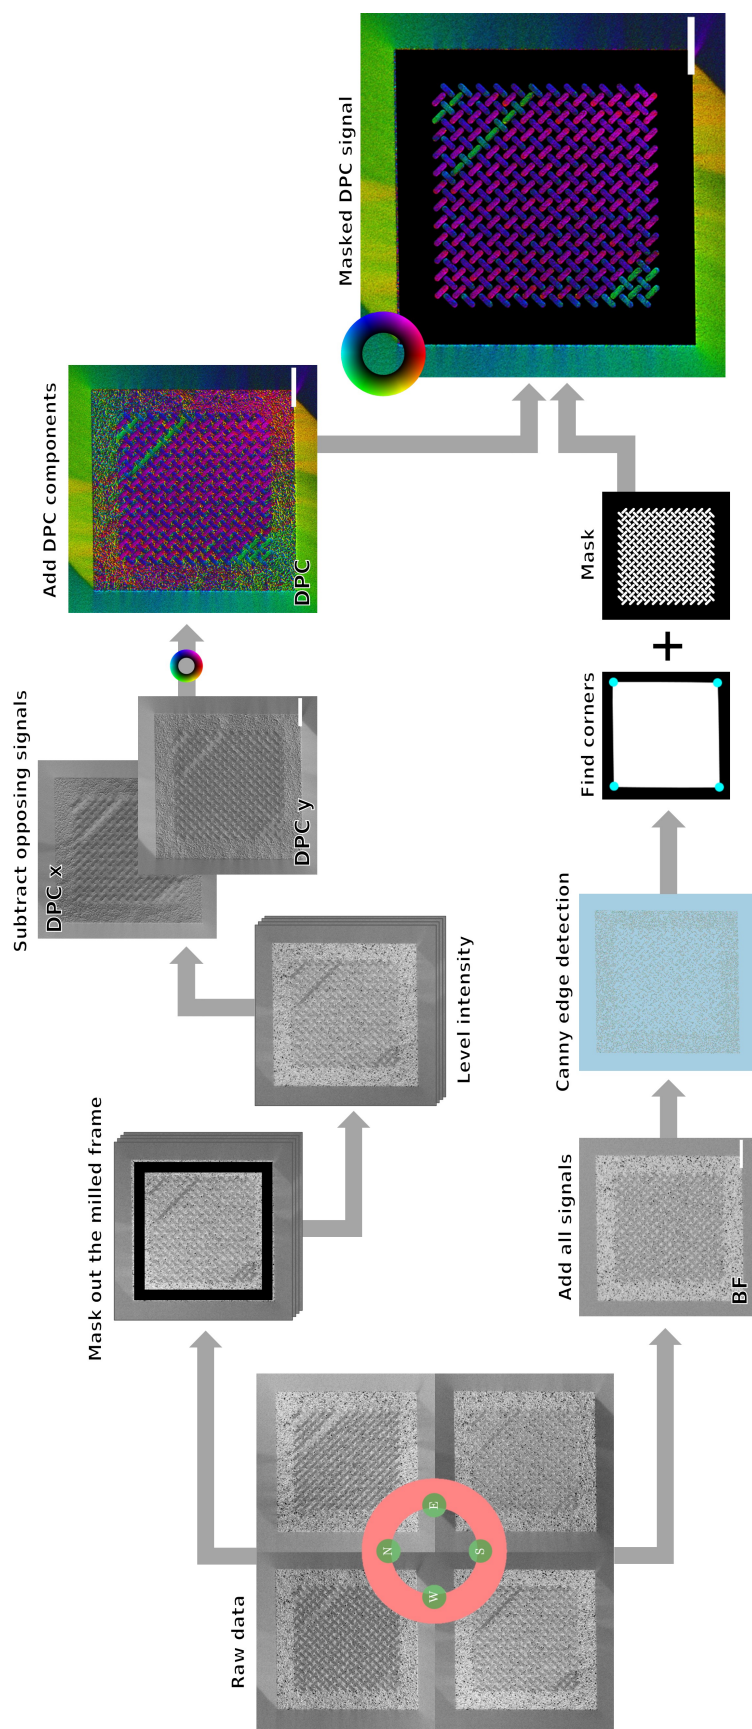 Raw data
N
E
W
S
Mask out the milled frame
Level intensity
Subtract opposing signals
DPC x
DPC y
Add DPC components
DPC
Add all signals
BF
Canny edge detection
Find corners
+
Mask
Masked DPC signal